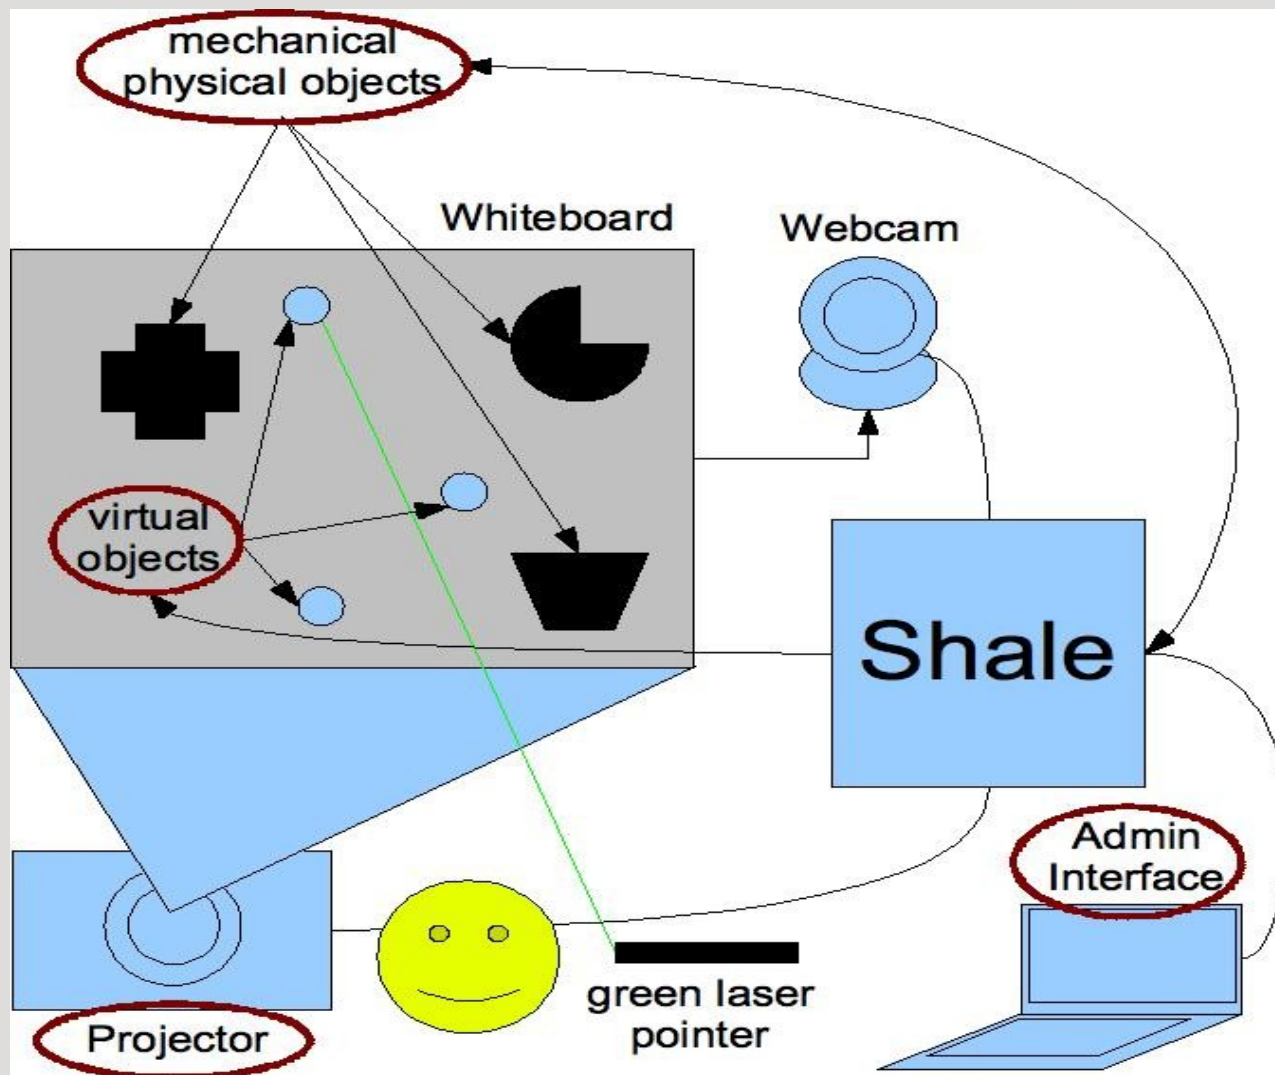 mechanical
physical objects
Whiteboard
Webcam
virtual
objects
Shale
Admin
Interface
green laser
pointer
Projector